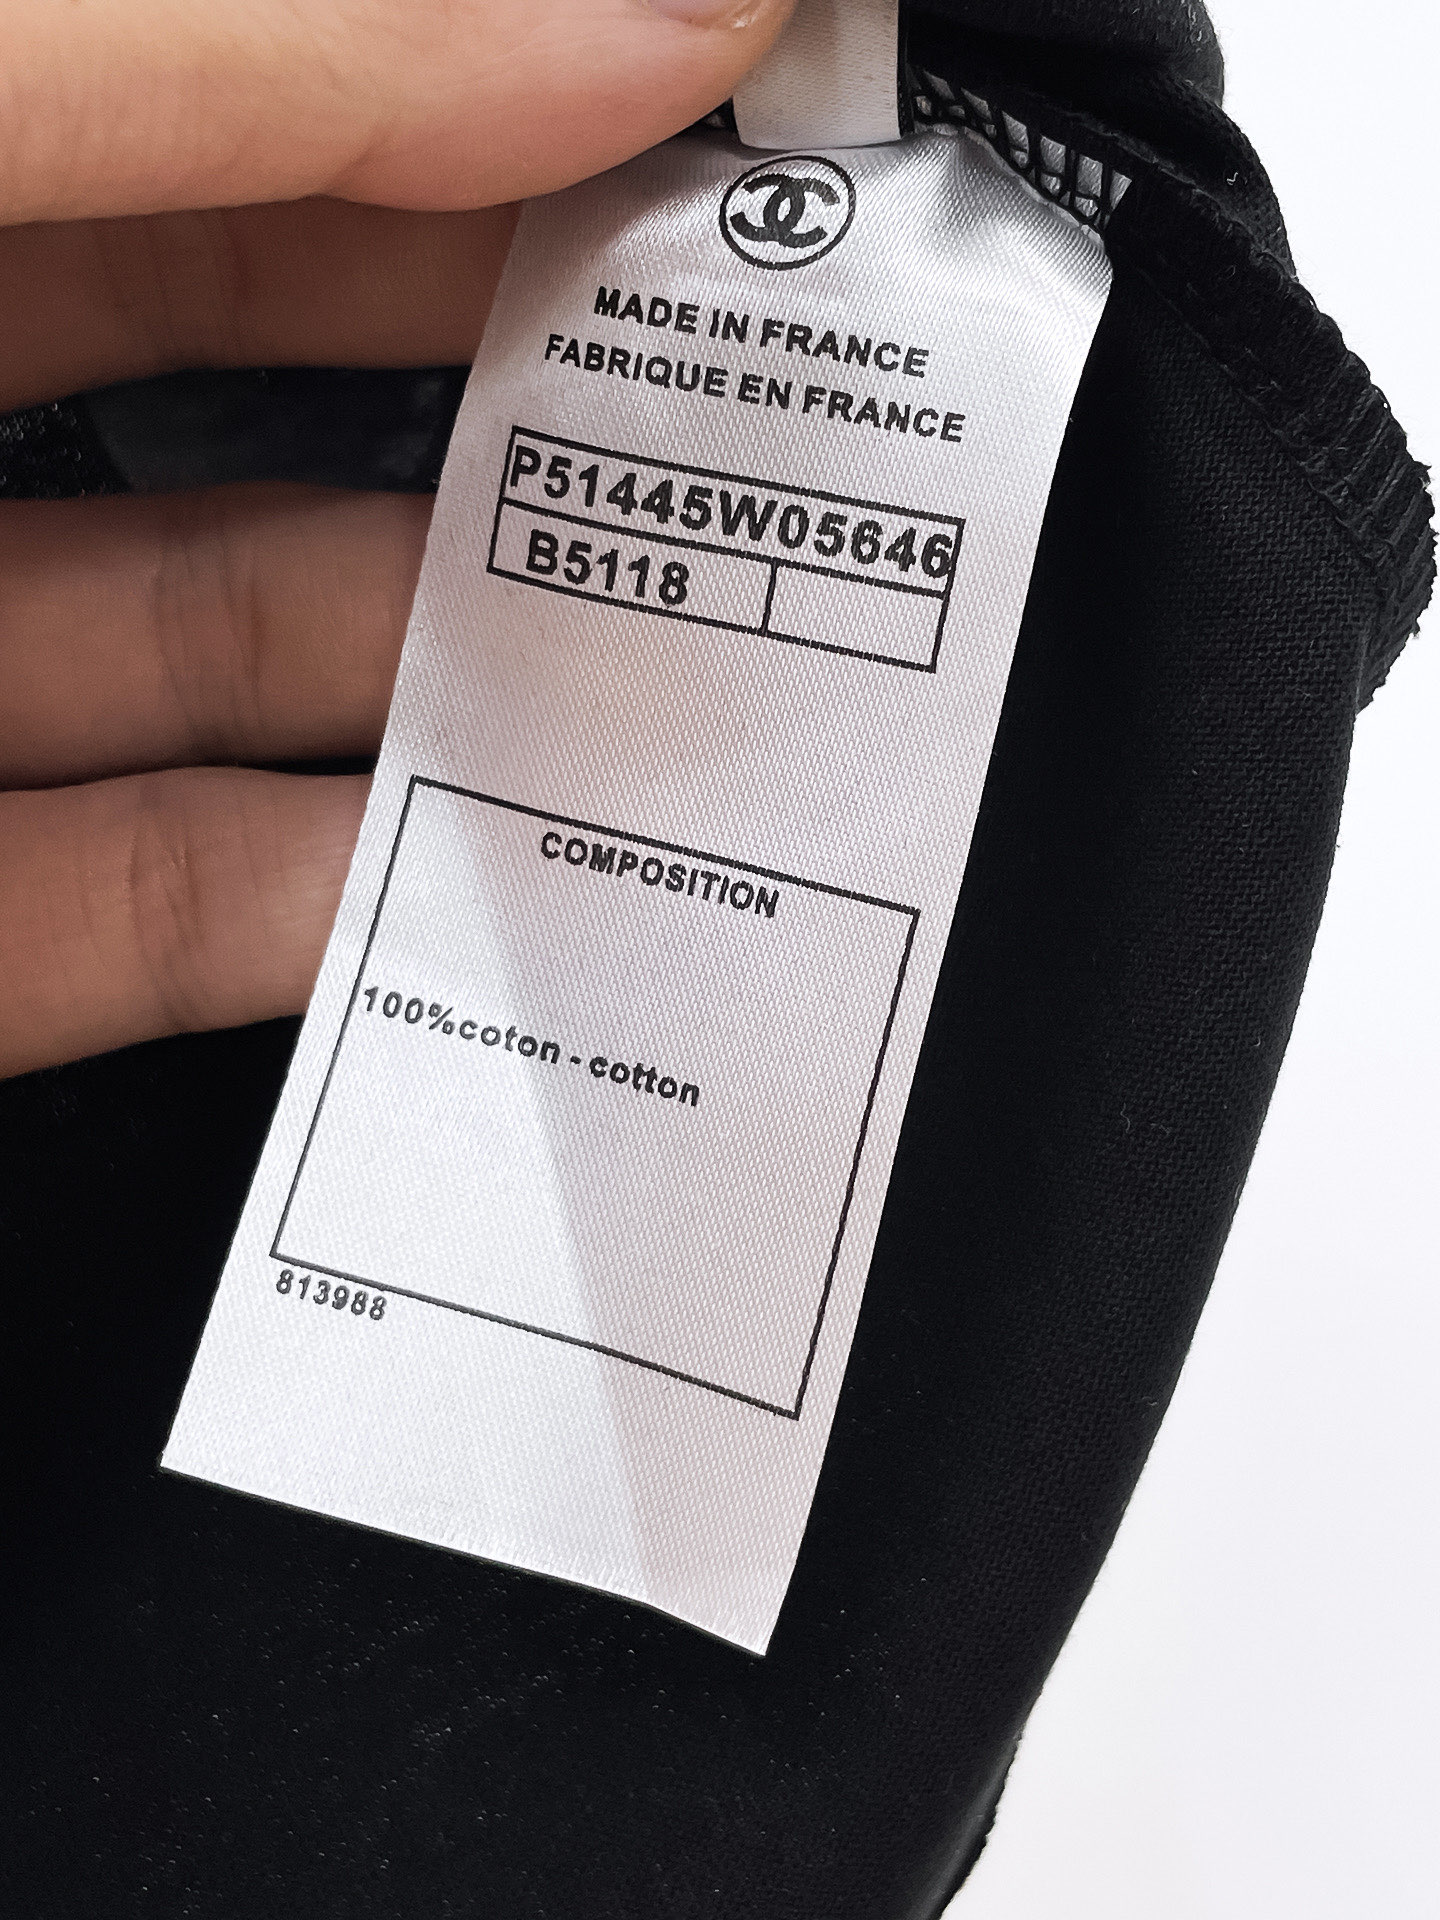 MADE IN FRANCE
FABRIQUE EN FRANCE
P51445W05646
B5118
COMPOSITION
100%coton-cotton
813988